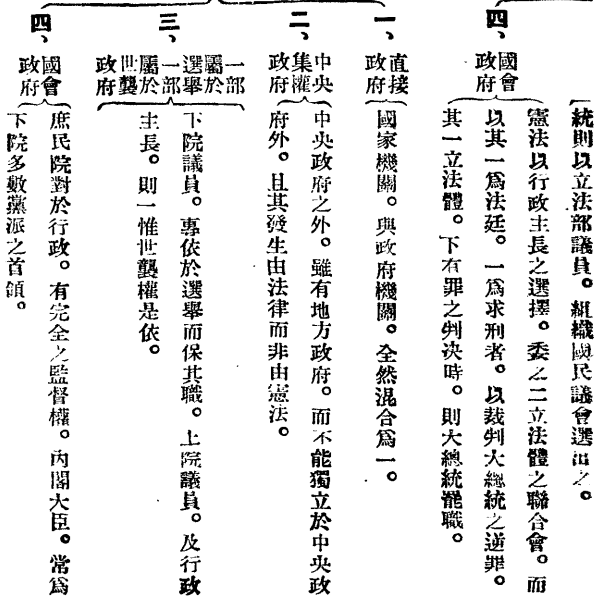 統則以立法部議員。組織國民議會選出之。
四、
國會
政府
憲法以行政主長之選擇。委之二立法體之聯合會。而
以其一爲法廷。一爲求刑者。以裁判大總統之逆罪。
其一立法體。下有罪之判決時。則大總統罷職。
一、
直接
政府
國家機關。與政府機關。全然混合爲一。
二、
中央
集權
政府
中央政府之外。雖有地方政府。而不能獨立於中央政
府外。且其發生由法律而非由憲法。
三、
一部
屬於
選舉
一部
屬於
世襲
政府
下院議員。專依於選舉而保其職。上院議員。及行政
主長。則一惟世襲權是依。
四、
國會
政府
庶民院對於行政。有完全之監督權。內閣大臣。常爲
下院多數黨派之首領。